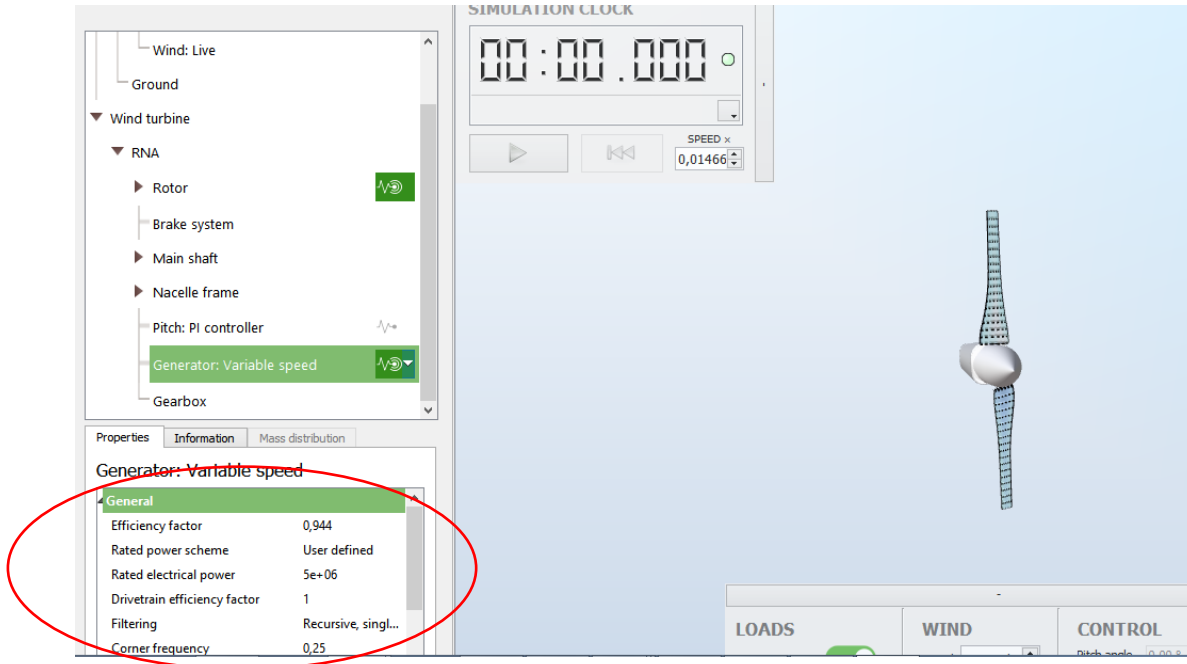 SIMULATION CLOCK
Wind: Live
00:00.000
Ground
Wind turbine
SPEED ×
RNA
0,01466
Rotor
Brake system
Main shaft
Nacelle frame
Pitch: PI controller
Generator: Variable speed
Gearbox
Properties Information Mass distribution
Generator: Variable speed
General
Efficiency factor 0,944
Rated power scheme User defined
Rated electrical power 5e+06
Drivetrain efficiency factor 1
Filtering Recursive, singl...
Corner frequency 0,25
-
LOADS WIND CONTROL
Pitch angle 0,00 °